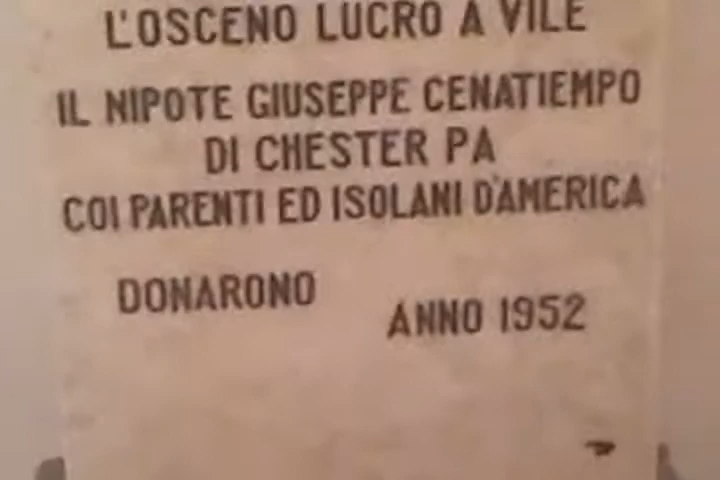 L'OSCENO LUCRO A VILE
IL NIPOTE GIUSEPPE CENATIEMPO
DI CHESTER PA
COI PARENTI ED ISOLANI D'AMERICA
DONARONO
ANNO 1952